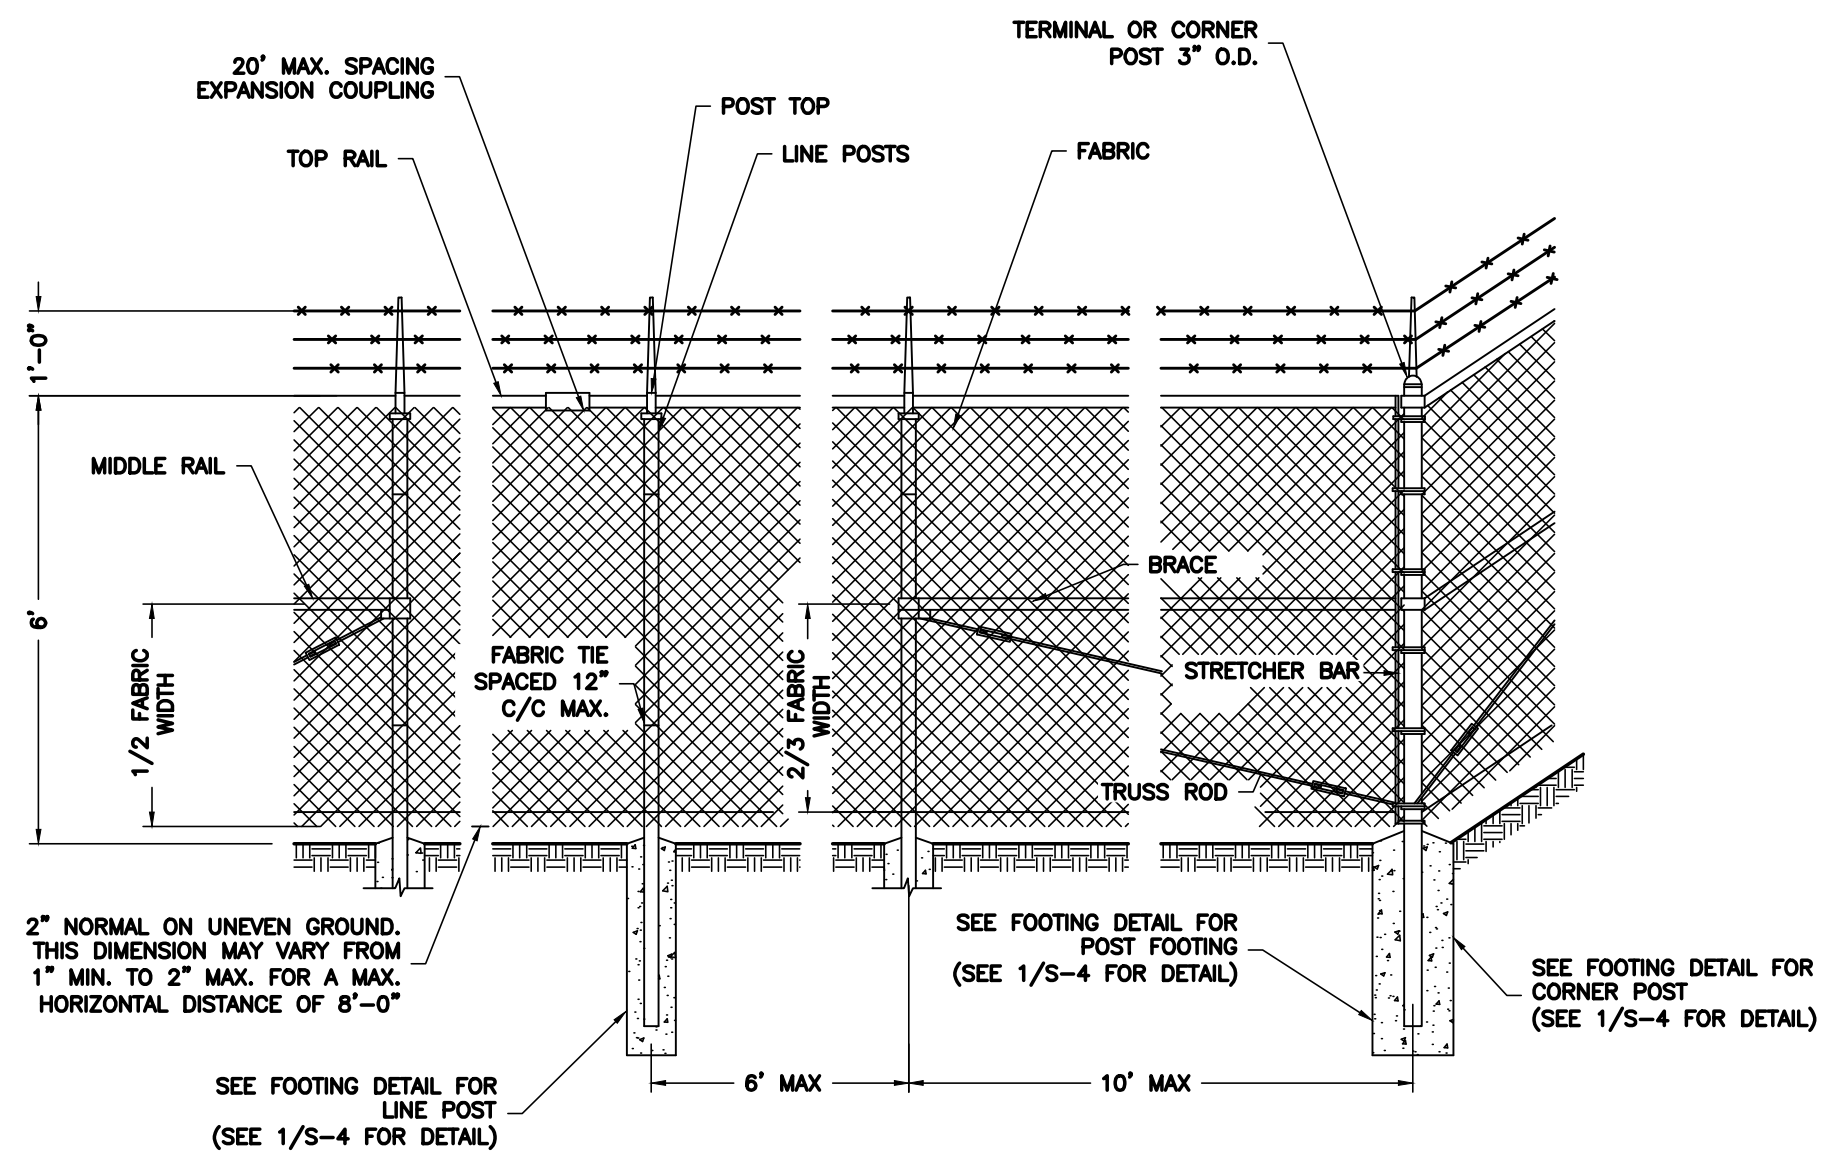 TERMINAL OR CORNER
POST 3" O.D.
20' MAX. SPACING
EXPANSION COUPLING
POST TOP
TOP RAIL
LINE POSTS
FABRIC
1'-0"
MIDDLE RAIL
BRACE
6'
1/2 FABRIC
WIDTH
FABRIC TIE
SPACED 12"
C/C MAX.
2/3 FABRIC
WIDTH
STRETCHER BAR
TRUSS ROD
2" NORMAL ON UNEVEN GROUND.
THIS DIMENSION MAY VARY FROM
1" MIN. TO 2" MAX. FOR A MAX.
HORIZONTAL DISTANCE OF 8'-0"
SEE FOOTING DETAIL FOR
POST FOOTING
(SEE 1/S-4 FOR DETAIL)
SEE FOOTING DETAIL FOR
CORNER POST
(SEE 1/S-4 FOR DETAIL)
6' MAX
10' MAX
SEE FOOTING DETAIL FOR
LINE POST
(SEE 1/S-4 FOR DETAIL)